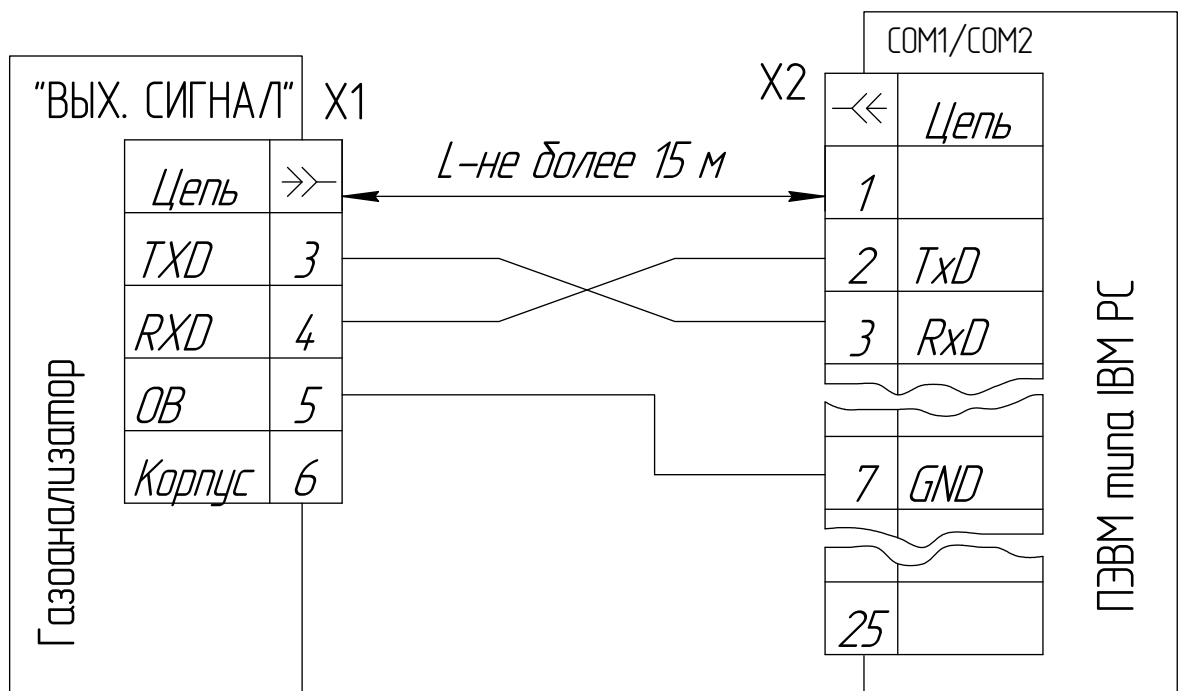 "ВЫХ. СИГНАЛ" X1
Цепь
TXD 3
RXD 4
ОВ 5
Корпус 6
Газоанализатор
L-не более 15 м
COM1/COM2
X2
Цепь
1
2 TxD
3 RxD
7 GND
25
ПЭВМ типа IBM PC